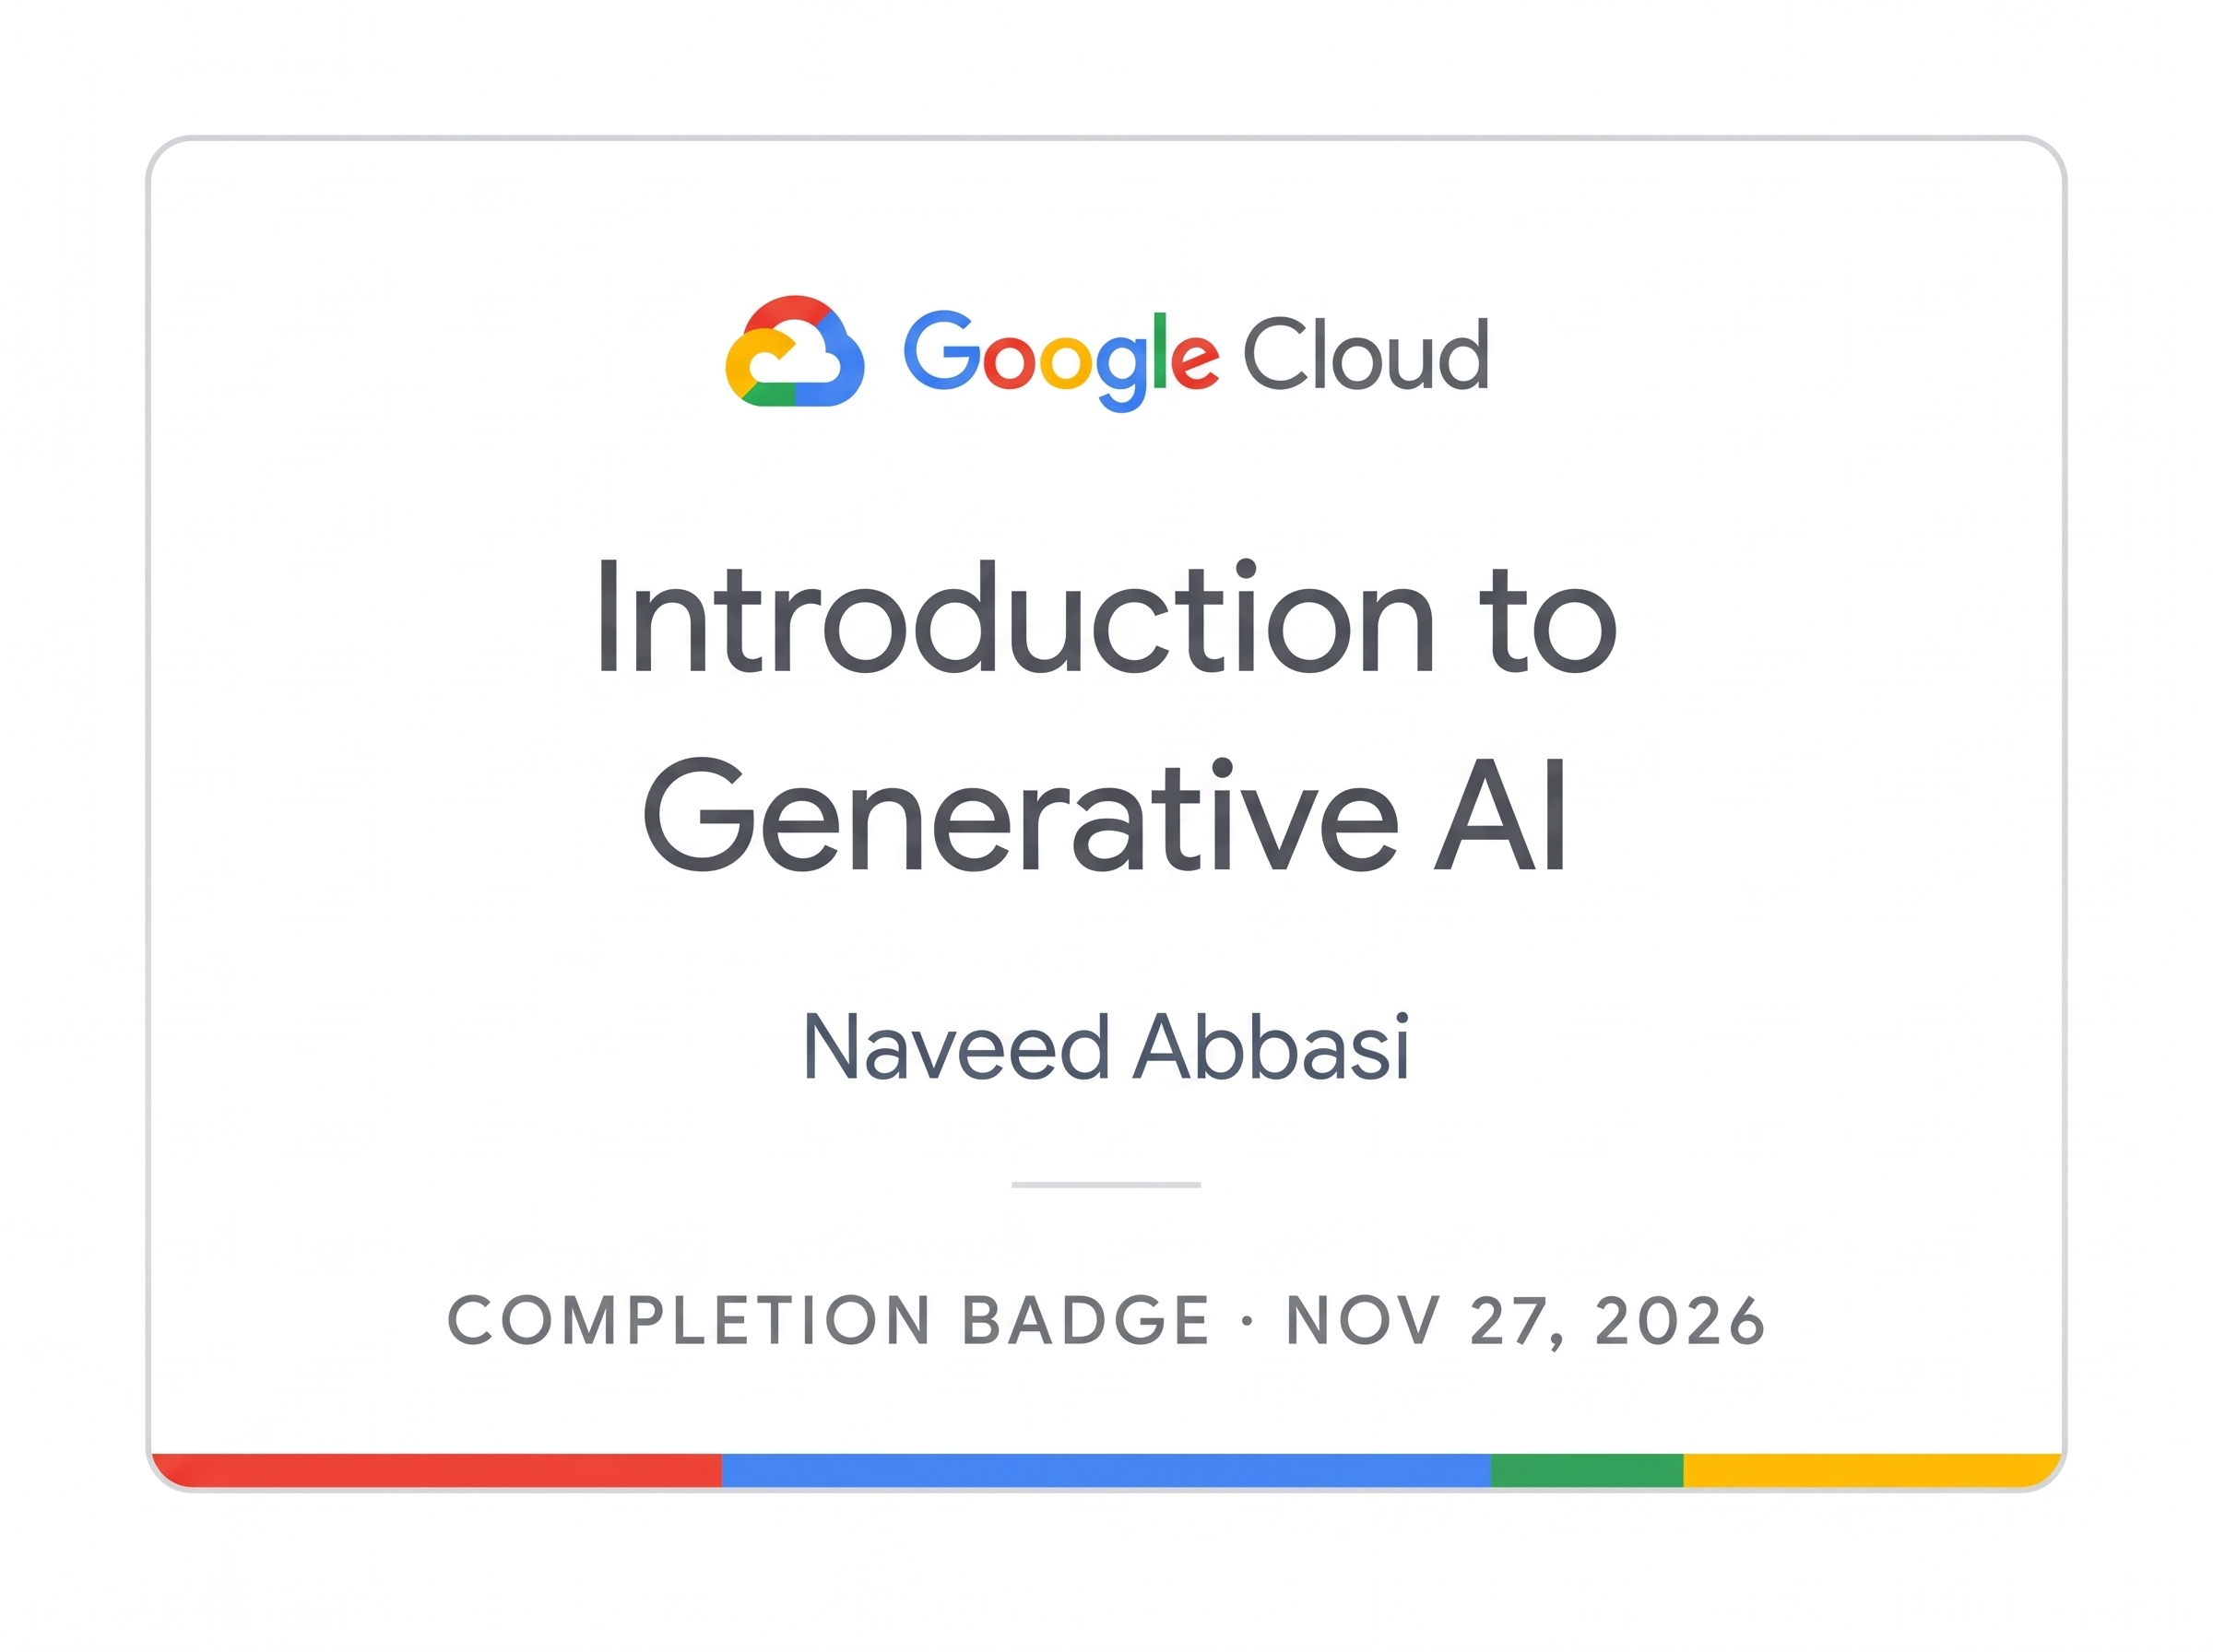 Google Cloud
Introduction to
Generative AI
Naveed Abbasi
COMPLETION BADGE · NOV 27, 2026